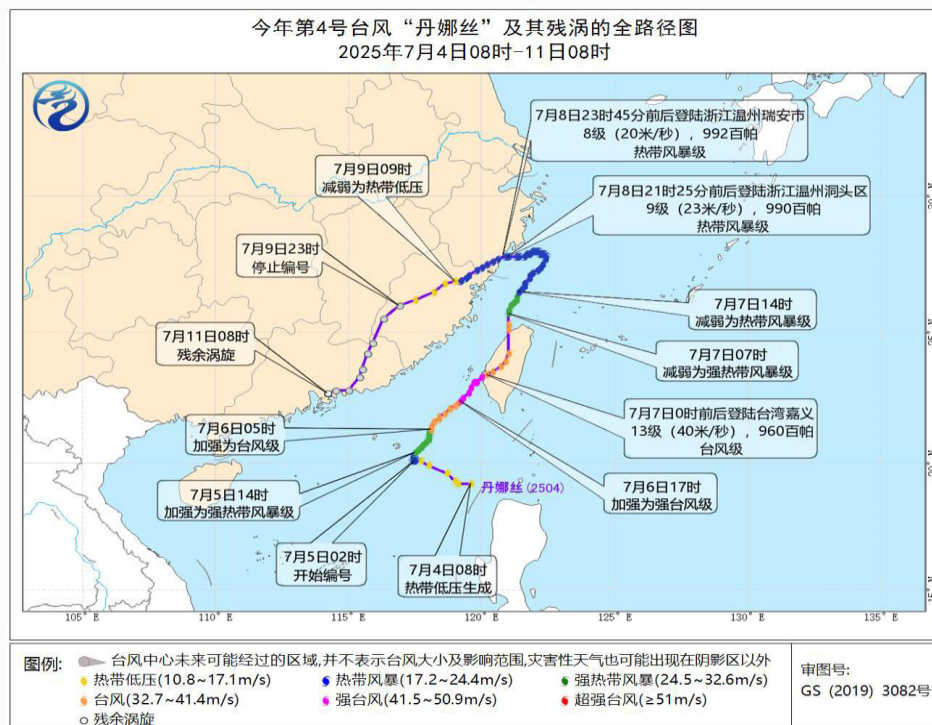 今年第4号台风“丹娜丝”及其残涡的全路径图
2025年7月4日08时-11日08时
7月8日23时45分前后登陆浙江温州瑞安市
8级（20米/秒），992百帕
热带风暴级
7月9日09时
减弱为热带低压
7月8日21时25分前后登陆浙江温州洞头区
9级（23米/秒），990百帕
热带风暴级
7月9日23时
停止编号
7月7日14时
减弱为热带风暴级
7月11日08时
残余涡旋
7月7日07时
减弱为强热带风暴级
7月6日05时
加强为台风级
7月7日0时前后登陆台湾嘉义
13级（40米/秒），960百帕
台风级
7月5日14时
加强为强热带风暴级
丹娜丝(2504)
7月6日17时
加强为强台风级
7月5日02时
开始编号
7月4日08时
热带低压生成
105° E
110° E
115° E
120° E
125° E
130° E
135° E
图例:
台风中心未来可能经过的区域,并不表示台风大小及影响范围,灾害性天气也可能出现在阴影区以外
热带低压(10.8~17.1m/s)
热带风暴(17.2~24.4m/s)
强热带风暴(24.5~32.6m/s)
台风(32.7~41.4m/s)
强台风(41.5~50.9m/s)
超强台风(≥51m/s)
残余涡旋
审图号:
GS (2019) 3082号